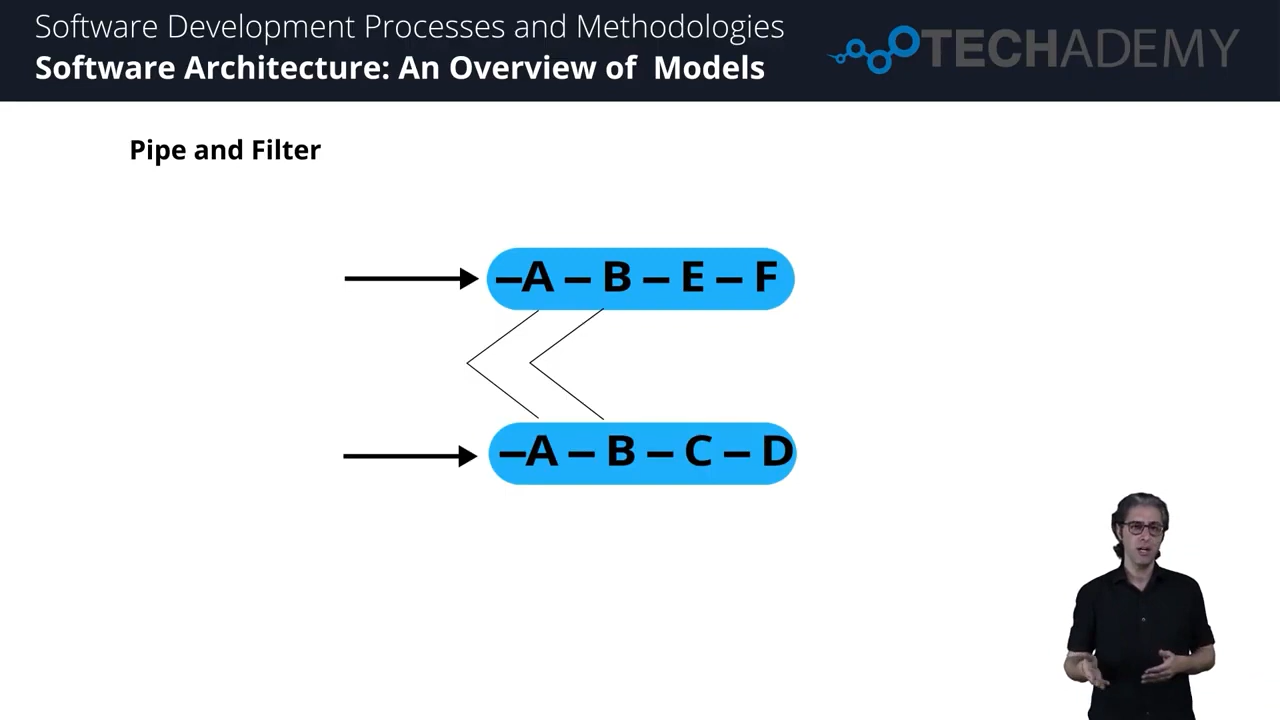 Software Development Processes and Methodologies
Software Architecture: An Overview of Models
TECHADEMY
Pipe and Filter
–A – B – E – F
–A – B – C – D